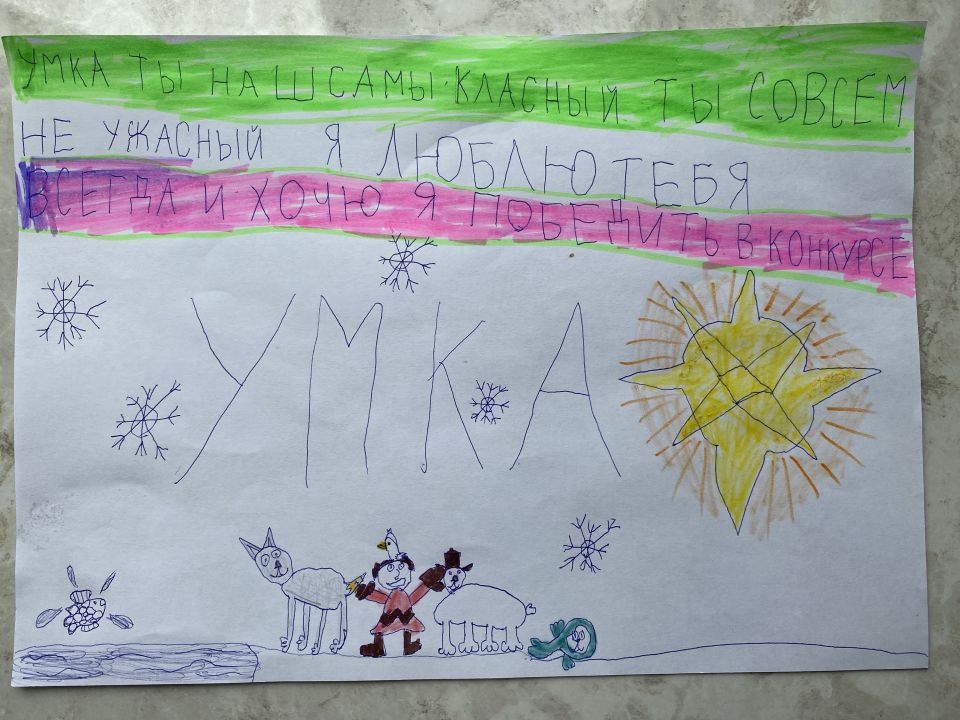 УМКА ТЫ НАШ САМЫ КЛАСНЫЙ ТЫ СОВСЕМ
НЕ УЖАСНЫЙ Я ЛЮБЛЮ ТЕБЯ
ВСЕГДА И ХОЧЮ Я ПОБЕДИТЬ В КОНКУРСЕ
УМКА